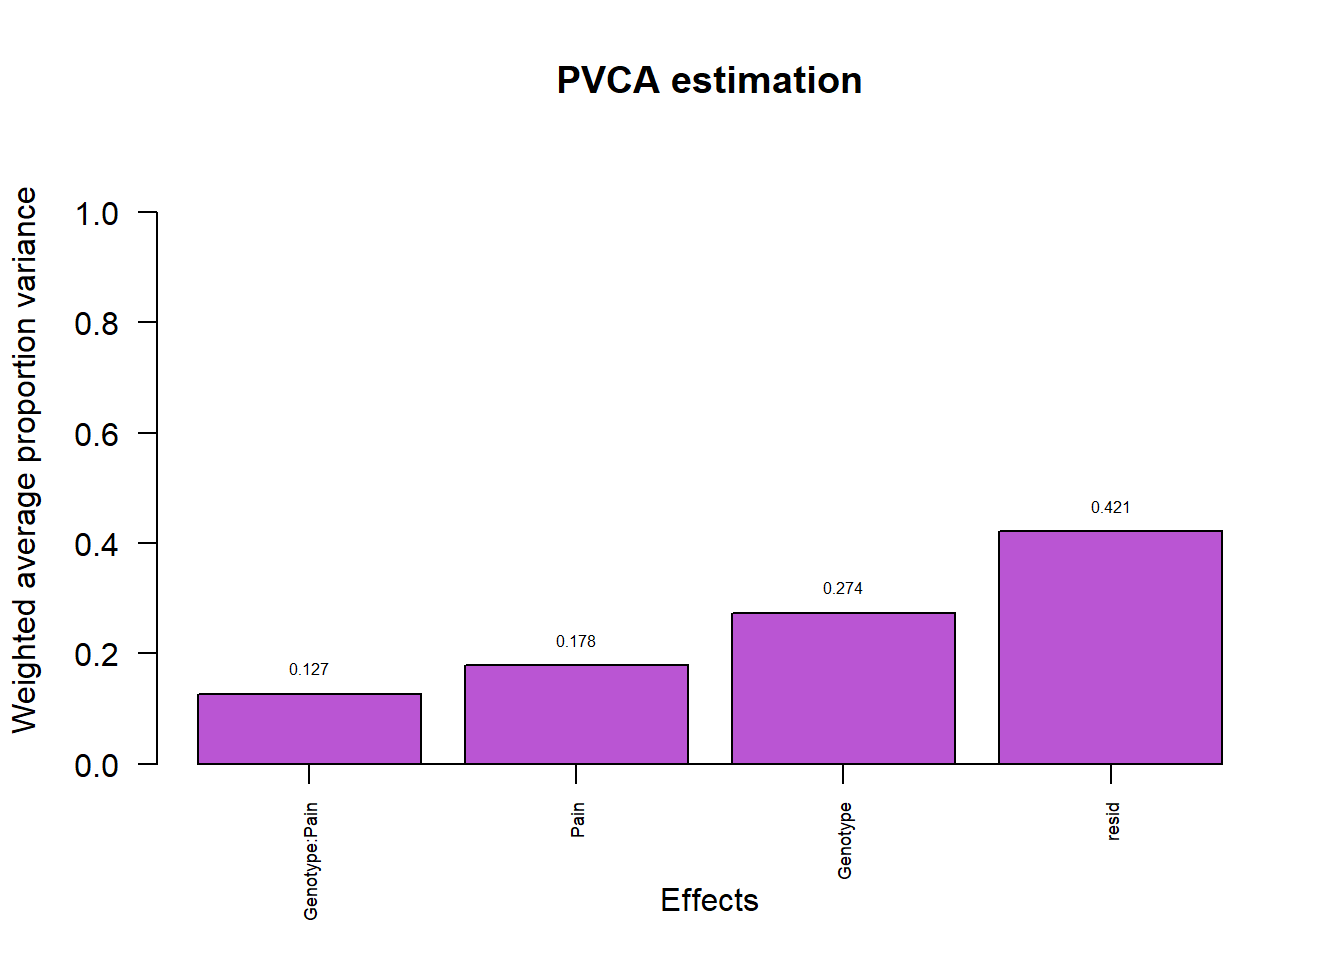 PVCA estimation
Weighted average proportion variance
1.0
0.8
0.6
0.4
0.2
0.0
0.127
0.178
0.274
0.421
Genotype:Pain
Pain
Genotype
resid
Effects